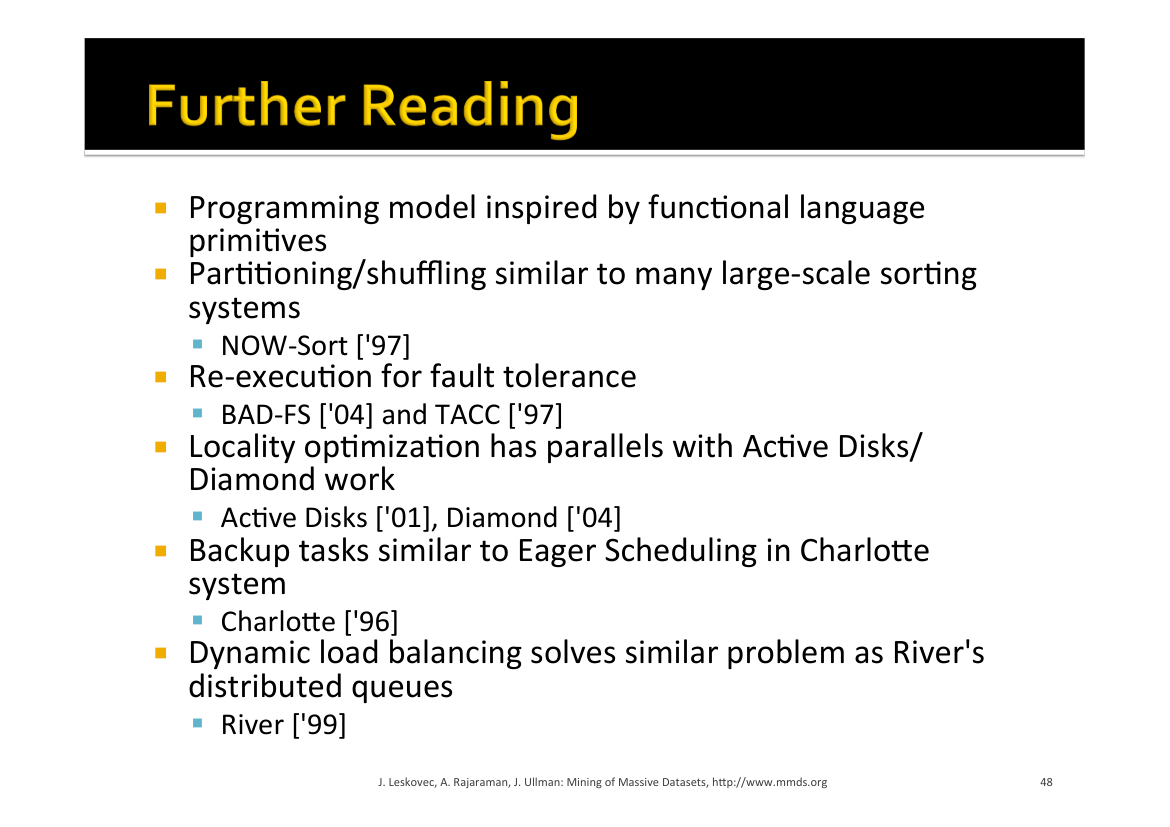 Further Reading
Programming model inspired by functional language
primitives
Partitioning/shuffling similar to many large-scale sorting
systems
NOW-Sort ['97]
Re-execution for fault tolerance
BAD-FS ['04] and TACC ['97]
Locality optimization has parallels with Active Disks/
Diamond work
Active Disks ['01], Diamond ['04]
Backup tasks similar to Eager Scheduling in Charlotte
system
Charlotte ['96]
Dynamic load balancing solves similar problem as River's
distributed queues
River ['99]
J. Leskovec, A. Rajaraman, J. Ullman: Mining of Massive Datasets, http://www.mmds.org 48